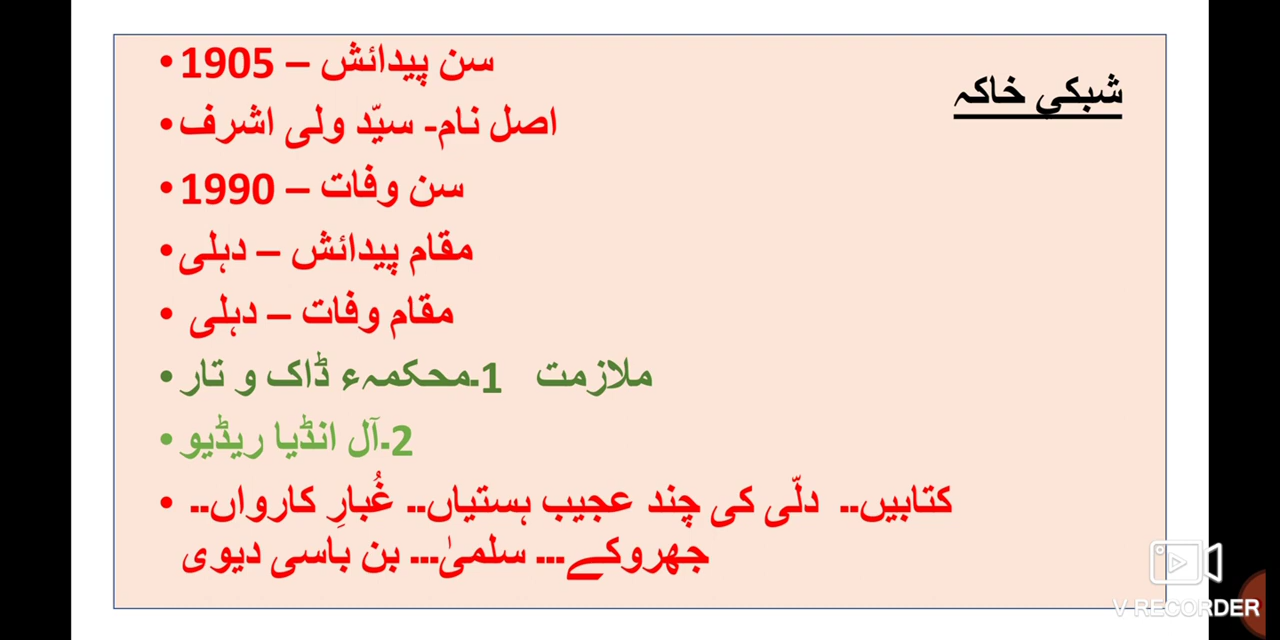 شبکی خاکہ
سن پیدائش – 1905
اصل نام- سیّد ولی اشرف
سن وفات – 1990
مقام پیدائش – دہلی
مقام وفات – دہلی
ملازمت 1۔محکمہء ڈاک و تار
2۔آل انڈیا ریڈیو
کتابیں۔۔ دلّی کی چند عجیب ہستیاں۔۔ غُبارِ کارواں۔۔
جھروکے۔۔۔ سلمیٰ۔۔۔ بن باسی دیوی
V RECORDER